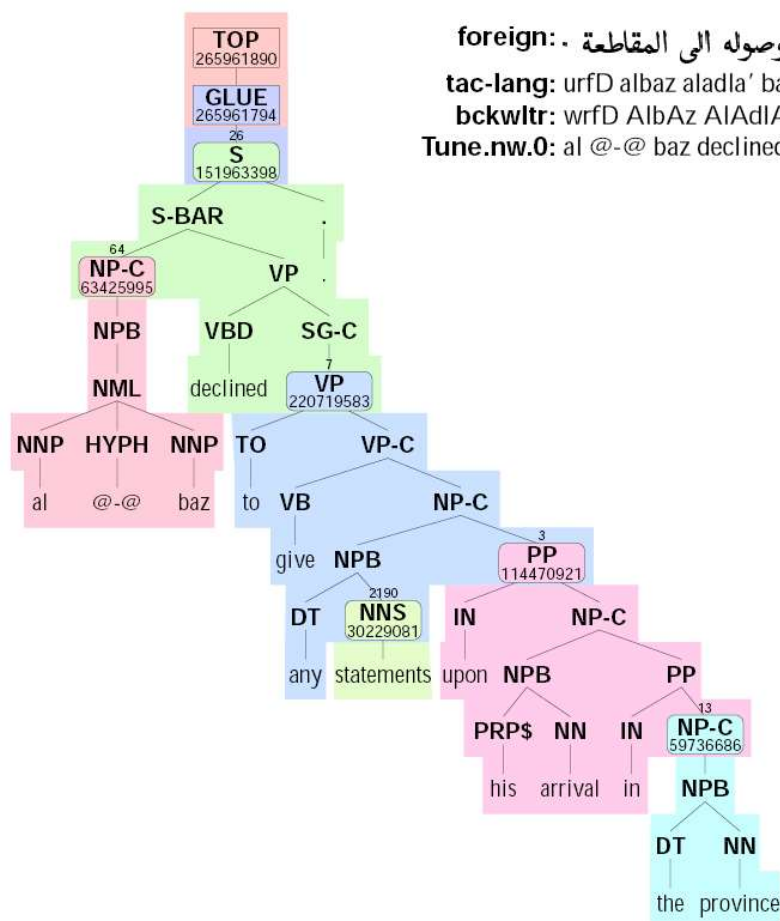 TOP foreign: وصوله الى المقاطعة .
265961890
GLUE tac-lang: urfD albaz aladla' ba
265961794 bckwltr: wrfD AlbAz AlAdlA
26 Tune.nw.0: al @-@ baz declined
S
151963398
S-BAR .
64
NP-C VP .
63425995
NPB VBD SG-C
7
NML declined VP
220719583
NNP HYPH NNP TO VP-C
al @-@ baz to VB NP-C
3
give NPB PP
114470921
2190
DT NNS IN NP-C
30229081
any statements upon NPB PP
13
PRP$ NN IN NP-C
59736686
his arrival in NPB
DT NN
the province